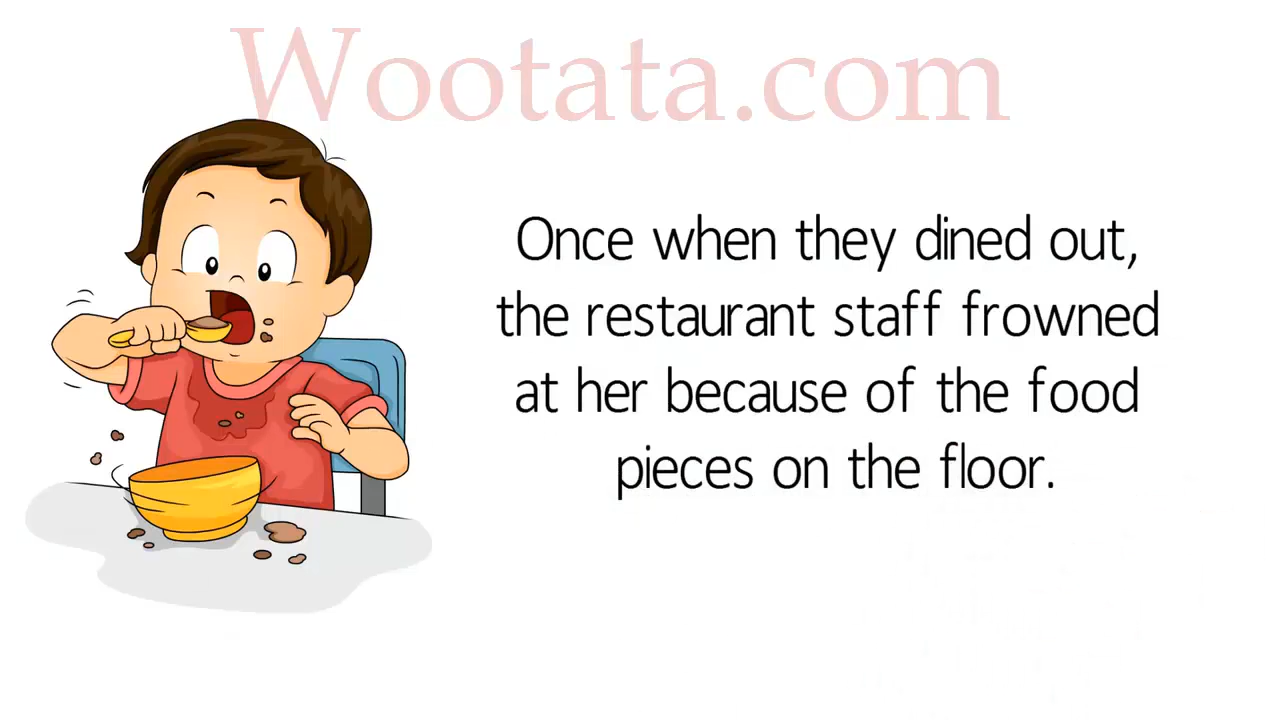 Wootata.com
Once when they dined out,
the restaurant staff frowned
at her because of the food
pieces on the floor.